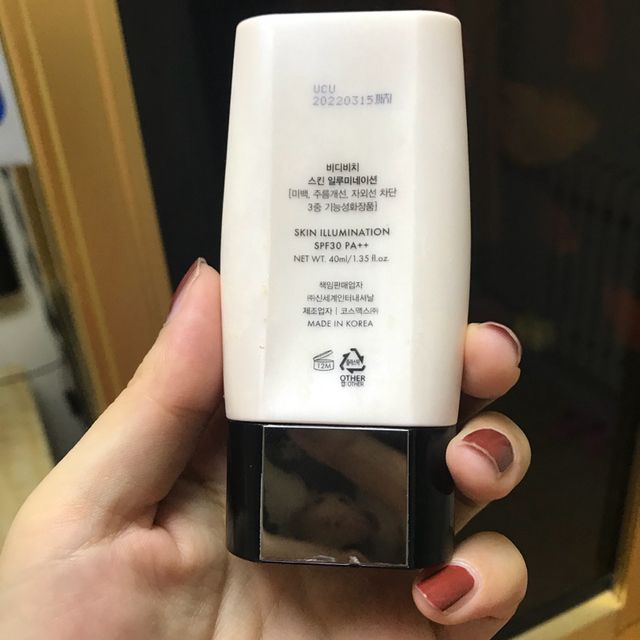 UCU
20220315까지
비디비치
스킨 일루미네이션
[미백, 주름개선, 자외선 차단
3중 기능성화장품]
SKIN ILLUMINATION
SPF30 PA++
NET WT. 40ml/1.35 fl.oz.
책임판매업자
㈜신세계인터내셔날
제조업자 | 코스맥스㈜
MADE IN KOREA
12M
OTHER